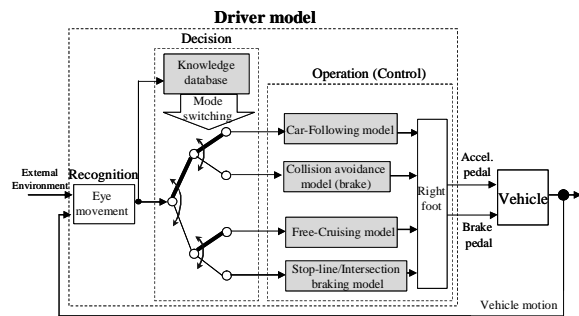 Driver model
Decision
Knowledge
database
Mode
switching
Operation (Control)
Car-Following model
Collision avoidance
model (brake)
Free-Cruising model
Stop-line/Intersection
braking model
External
Environment
Recognition
Eye
movement
Right
foot
Accel.
pedal
Brake
pedal
Vehicle
Vehicle motion